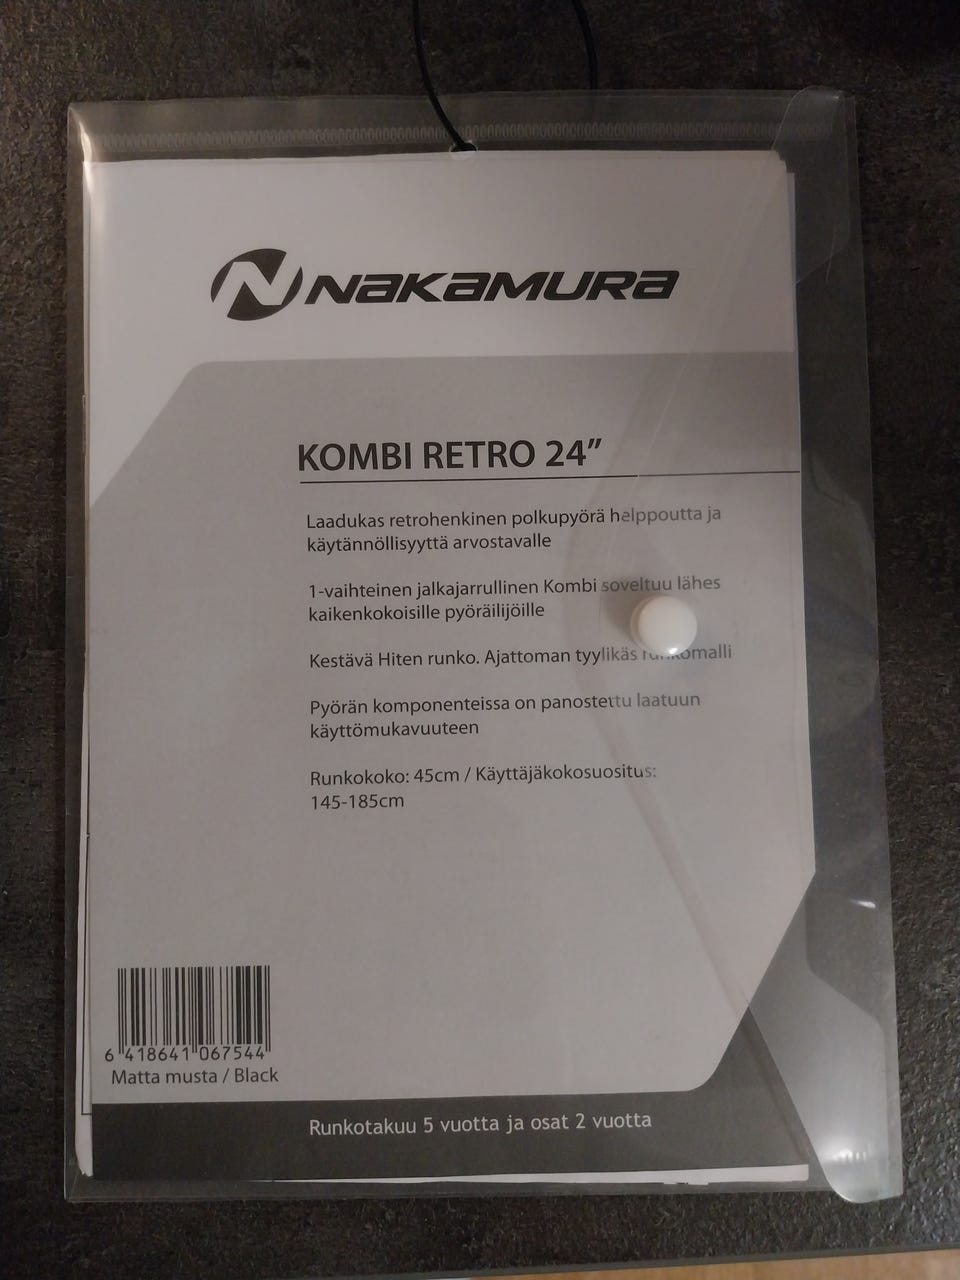 NAKAMURA
KOMBI RETRO 24”
Laadukas retrohenkinen polkupyörä helppoutta ja
käytännöllisyyttä arvostavalle
1-vaihteinen jalkajarrullinen Kombi soveltuu lähes
kaikenkokoisille pyöräilijöille
Kestävä Hiten runko. Ajattoman tyylikäs runkomalli
Pyörän komponenteissa on panostettu laatuun
käyttömukavuuteen
Runkokoko: 45cm / Käyttäjäkokosuositus:
145-185cm
6 418641 067544
Matta musta / Black
Runkotakuu 5 vuotta ja osat 2 vuotta